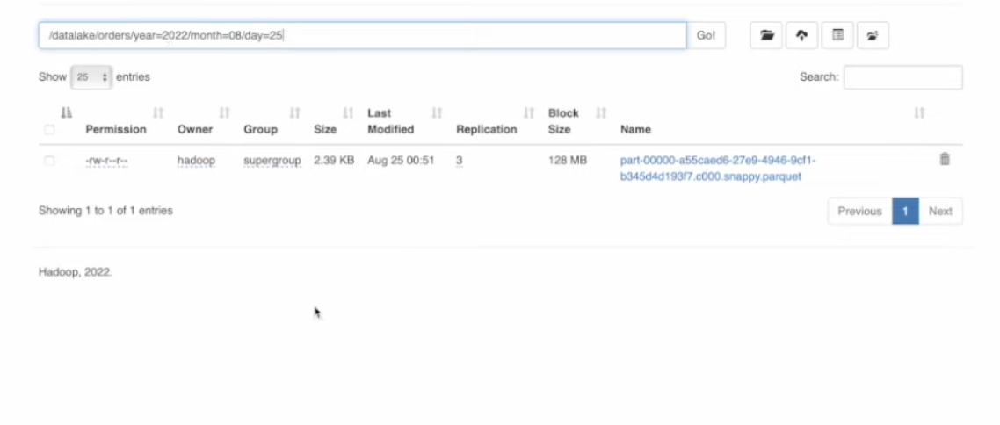 /datalake/orders/year=2022/month=08/day=25
Go!
Show 25 entries
Search:
Permission Owner Group Size Last Modified Replication Block Size Name
-rw-r--r-- hadoop supergroup 2.39 KB Aug 25 00:51 3 128 MB part-00000-a55caed6-27e9-4946-9cf1-
b345d4d193f7.c000.snappy.parquet
Showing 1 to 1 of 1 entries
Previous 1 Next
Hadoop, 2022.